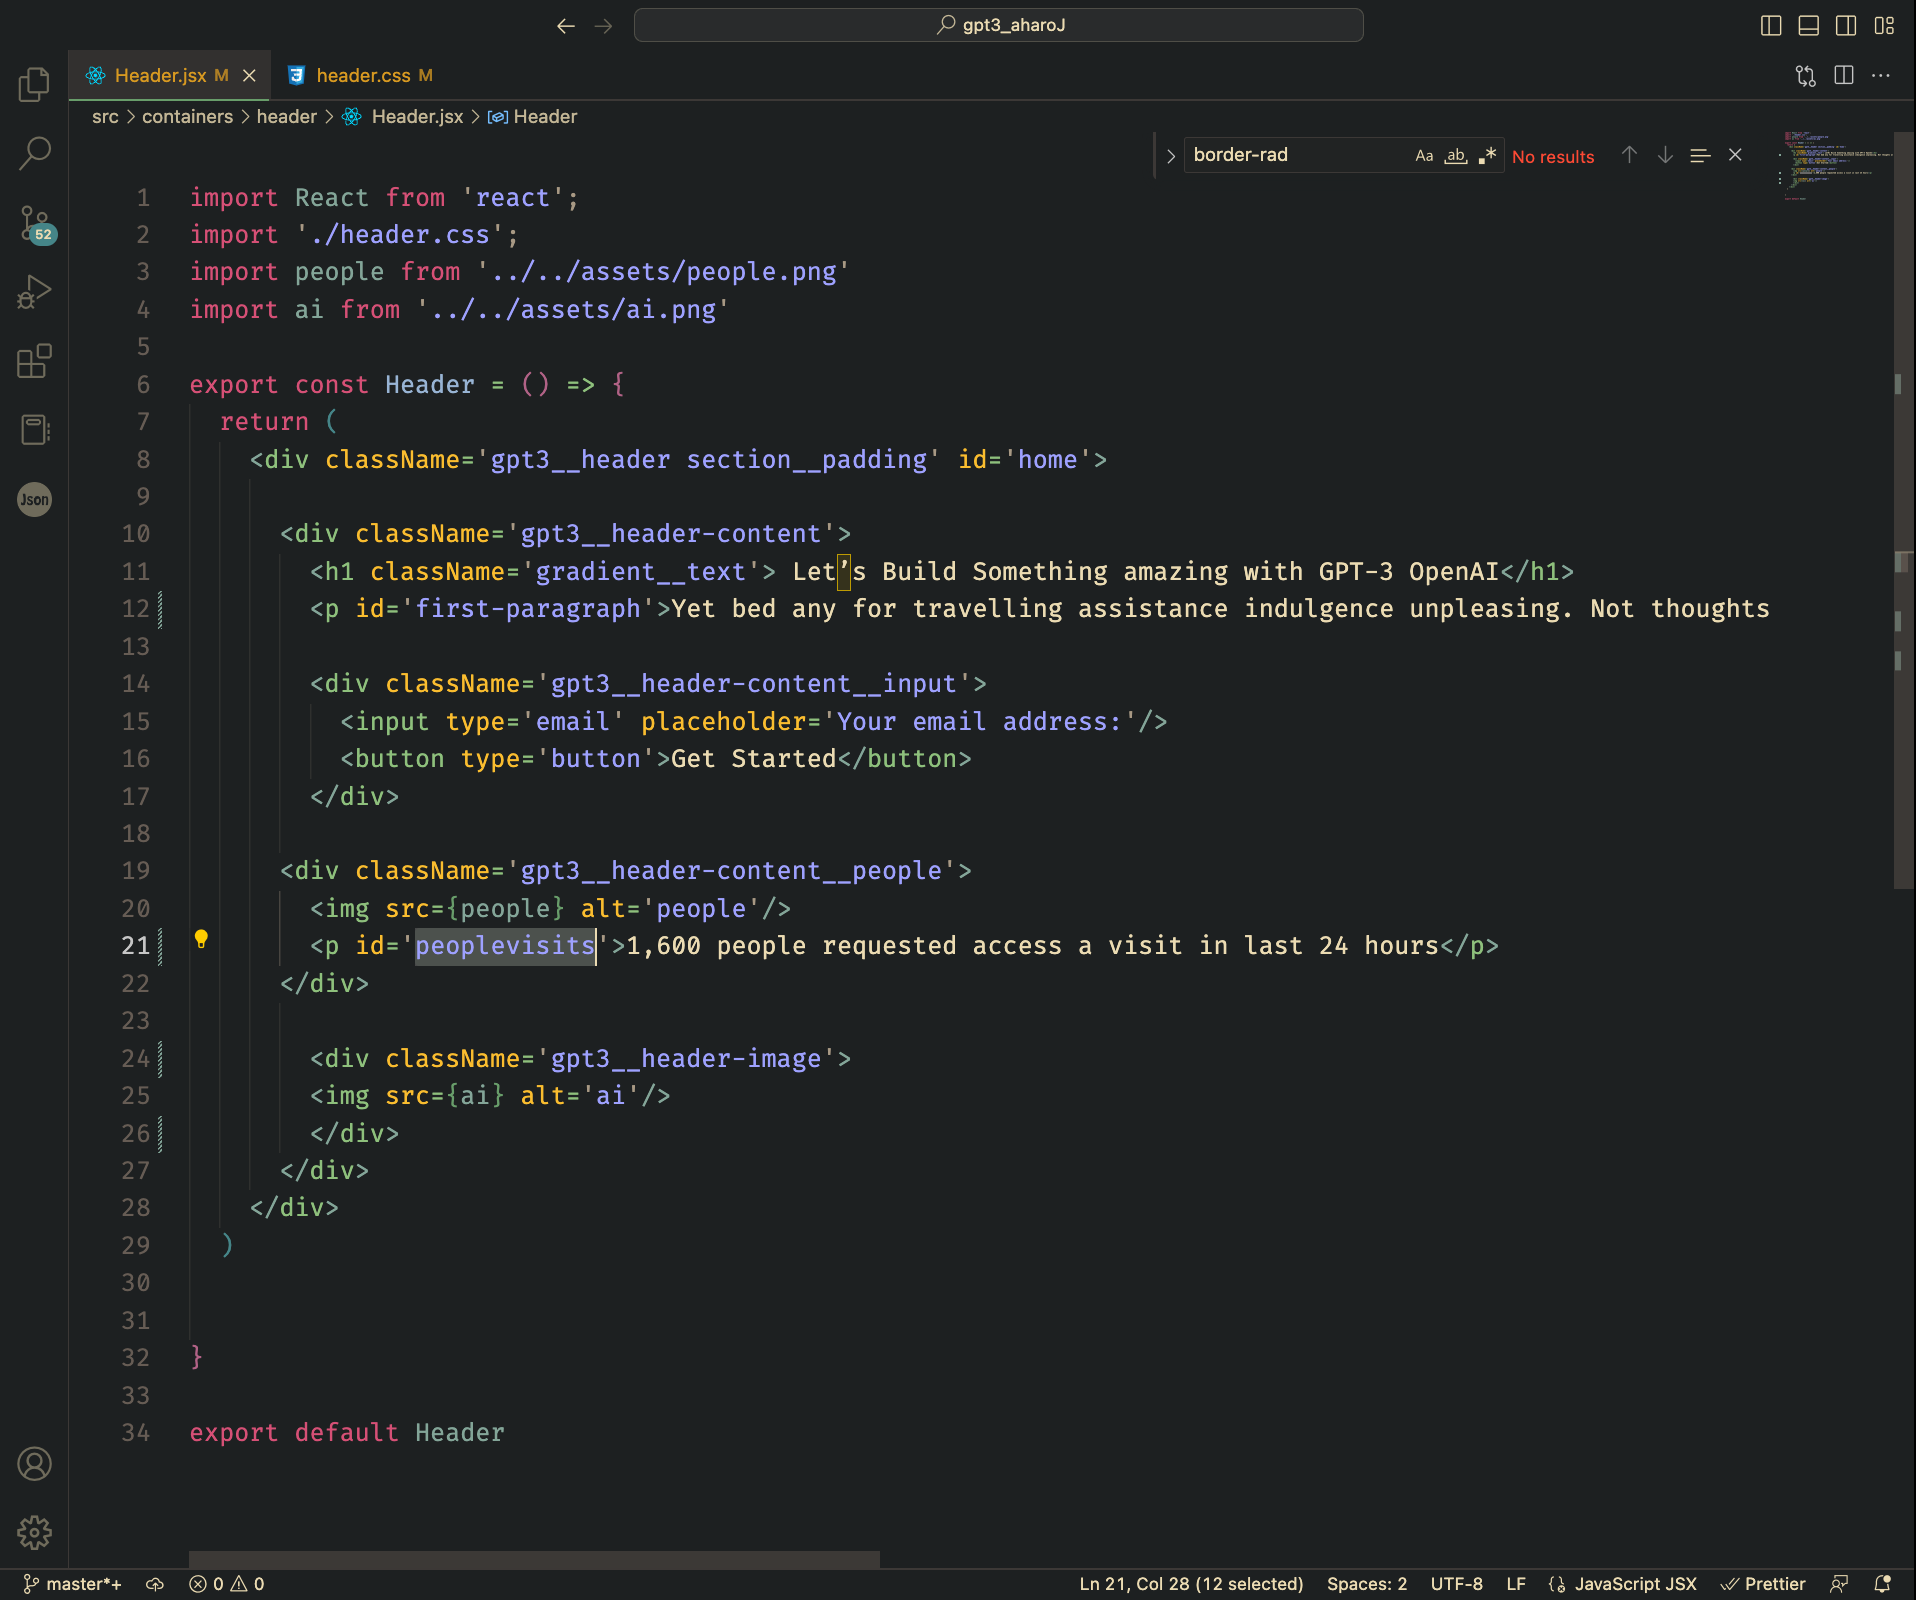 gpt3_aharoJ
Header.jsx M
header.css M
src > containers > header > Header.jsx > Header
border-rad Aa ab .* No results
52
Json
1 import React from 'react';
2 import './header.css';
3 import people from '../../assets/people.png'
4 import ai from '../../assets/ai.png'
5
6 export const Header = () => {
7 return (
8 <div className='gpt3__header section__padding' id='home'>
9
10 <div className='gpt3__header-content'>
11 <h1 className='gradient__text'> Let’s Build Something amazing with GPT-3 OpenAI</h1>
12 <p id='first-paragraph'>Yet bed any for travelling assistance indulgence unpleasing. Not thoughts
13
14 <div className='gpt3__header-content__input'>
15 <input type='email' placeholder='Your email address:'/>
16 <button type='button'>Get Started</button>
17 </div>
18
19 <div className='gpt3__header-content__people'>
20 <img src={people} alt='people'/>
21 <p id='peoplevisits'>1,600 people requested access a visit in last 24 hours</p>
22 </div>
23
24 <div className='gpt3__header-image'>
25 <img src={ai} alt='ai'/>
26 </div>
27 </div>
28 </div>
29 )
30
31
32 }
33
34 export default Header
master*+ 0 0 Ln 21, Col 28 (12 selected) Spaces: 2 UTF-8 LF JavaScript JSX Prettier